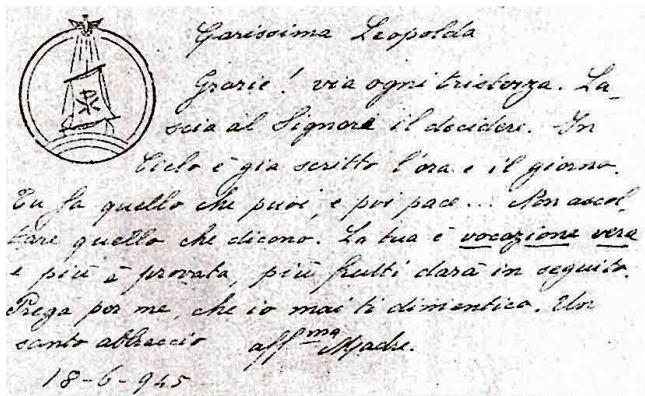 Carissima Leopolda
Grazie! via ogni tristezza. La_
scia al Signore il decidere. In
Cielo è già scritto l'ora e il giorno.
Tu fa quello che puoi, e poi pace... Non ascol_
tare quello che dicono. La tua è vocazione vera
e più è provata, più frutti darà in seguito.
Prega per me, che io mai ti dimentico. Un
santo abbraccio aff.ma Madre.
18-6-945